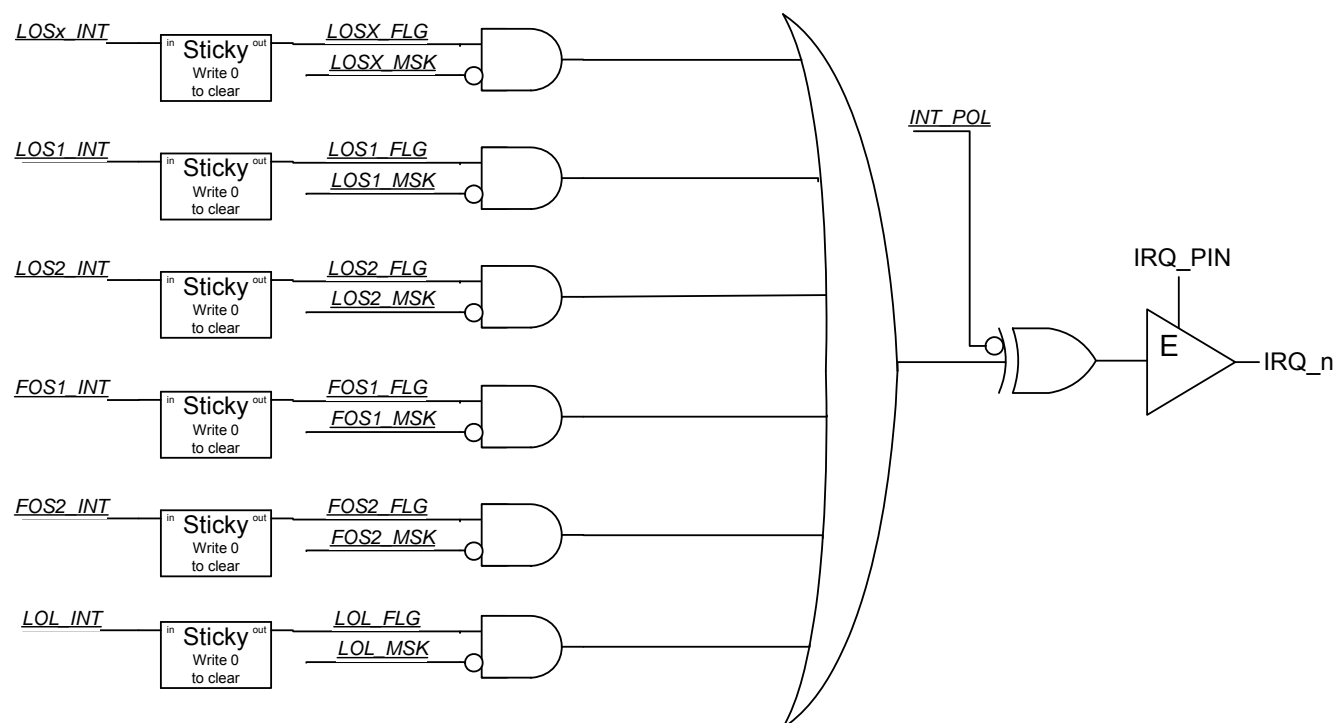 LOSx_INT
in Sticky out
Write 0
to clear
LOSX_FLG
LOSX_MSK
LOS1_INT
in Sticky out
Write 0
to clear
LOS1_FLG
LOS1_MSK
INT_POL
LOS2_INT
in Sticky out
Write 0
to clear
LOS2_FLG
LOS2_MSK
IRQ_PIN
E
IRQ_n
FOS1_INT
in Sticky out
Write 0
to clear
FOS1_FLG
FOS1_MSK
FOS2_INT
in Sticky out
Write 0
to clear
FOS2_FLG
FOS2_MSK
LOL_INT
in Sticky out
Write 0
to clear
LOL_FLG
LOL_MSK